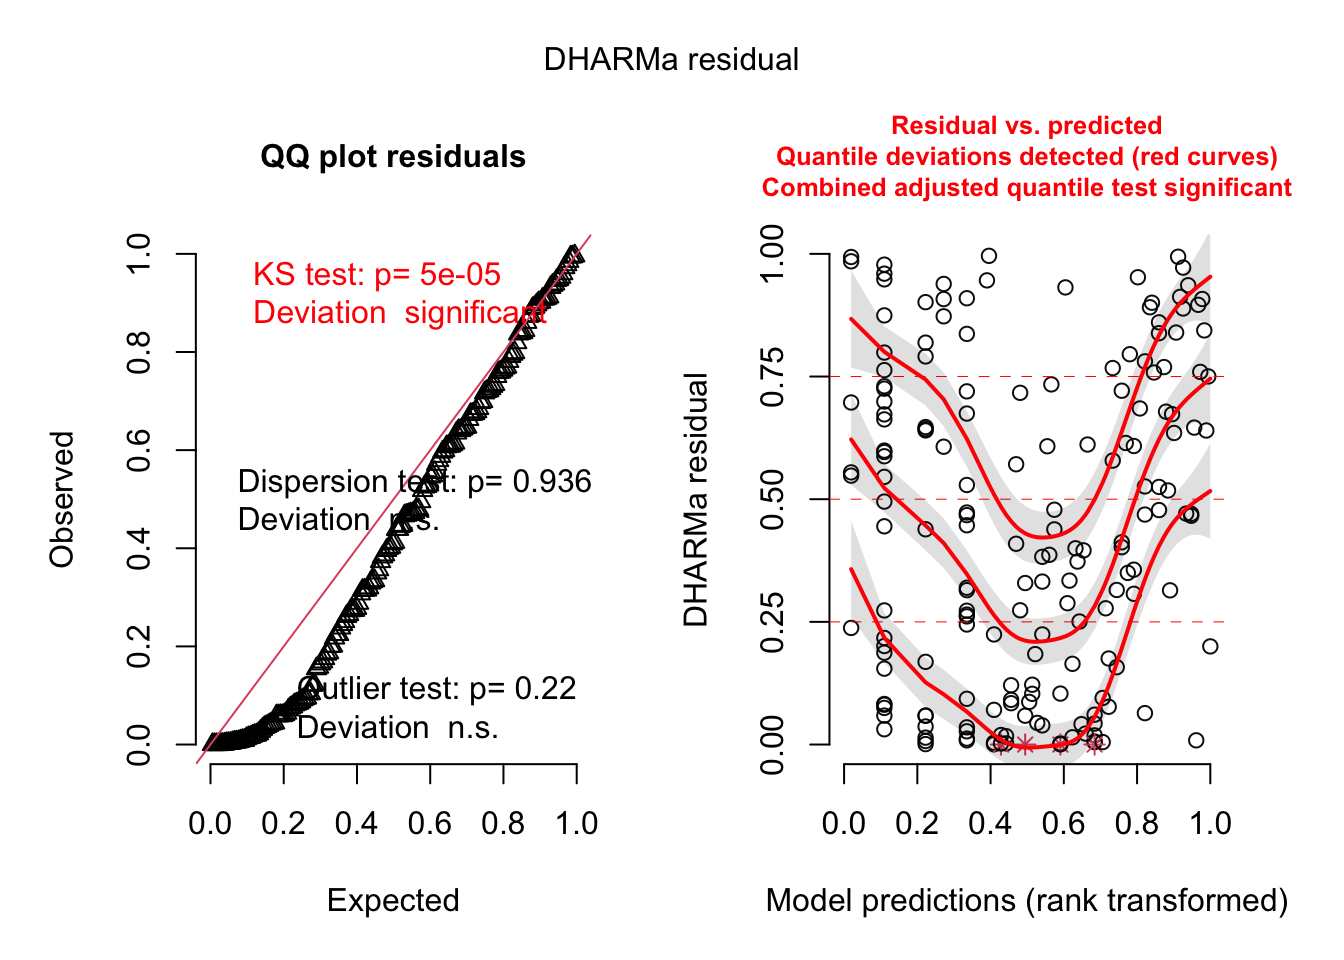 DHARMa residual
QQ plot residuals
KS test: p= 5e-05
Deviation  significant
Dispersion test: p= 0.936
Deviation  n.s.
Outlier test: p= 0.22
Deviation  n.s.
Observed
0.0
0.2
0.4
0.6
0.8
1.0
0.0 0.2 0.4 0.6 0.8 1.0
Expected
Residual vs. predicted
Quantile deviations detected (red curves)
Combined adjusted quantile test significant
DHARMa residual
0.00
0.25
0.50
0.75
1.00
0.0 0.2 0.4 0.6 0.8 1.0
Model predictions (rank transformed)